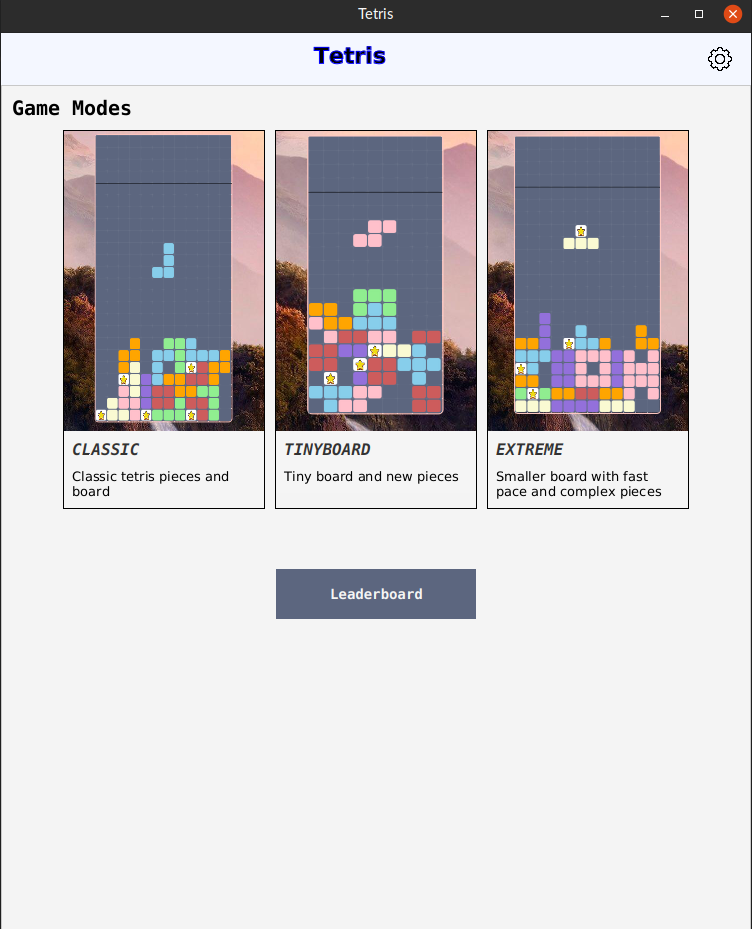 Tetris
Tetris
Game Modes
CLASSIC
Classic tetris pieces and
board
TINYBOARD
Tiny board and new pieces
EXTREME
Smaller board with fast
pace and complex pieces
Leaderboard